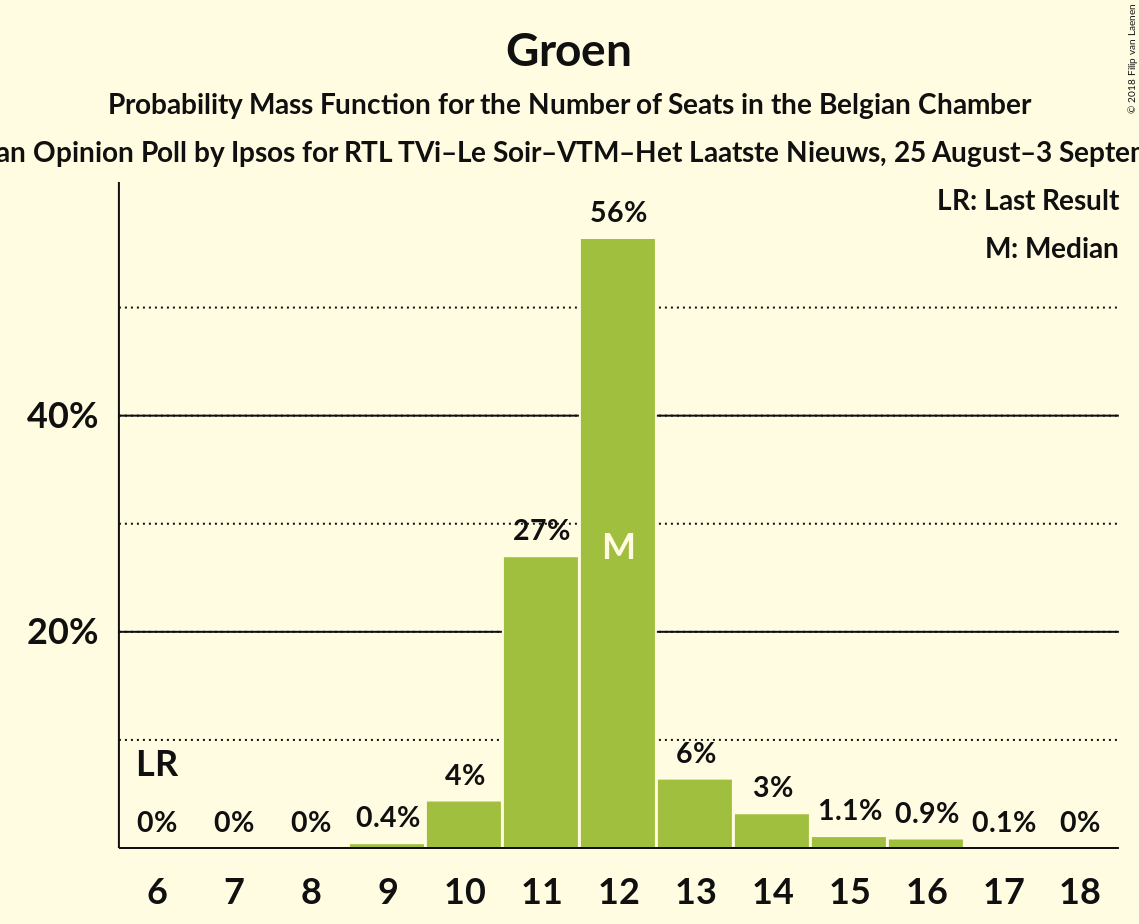 Groen
Probability Mass Function for the Number of Seats in the Belgian Chamber
an Opinion Poll by Ipsos for RTL TVi–Le Soir–VTM–Het Laatste Nieuws, 25 August–3 Septem
© 2018 Filip van Laenen
LR: Last Result
M: Median
56%
40%
27%
M
20%
LR
0%
0%
0%
0.4%
4%
6%
3%
1.1%
0.9%
0.1%
0%
6 7 8 9 10 11 12 13 14 15 16 17 18